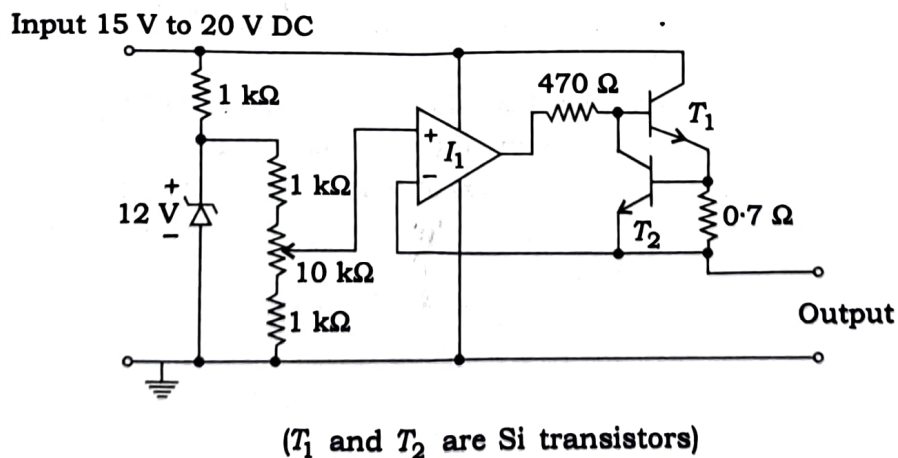 Input 15 V to 20 V DC
470 Ω
1 kΩ
T₁
+
I₁
−
1 kΩ
+
12 V
−
0·7 Ω
T₂
10 kΩ
1 kΩ
Output
(T₁ and T₂ are Si transistors)